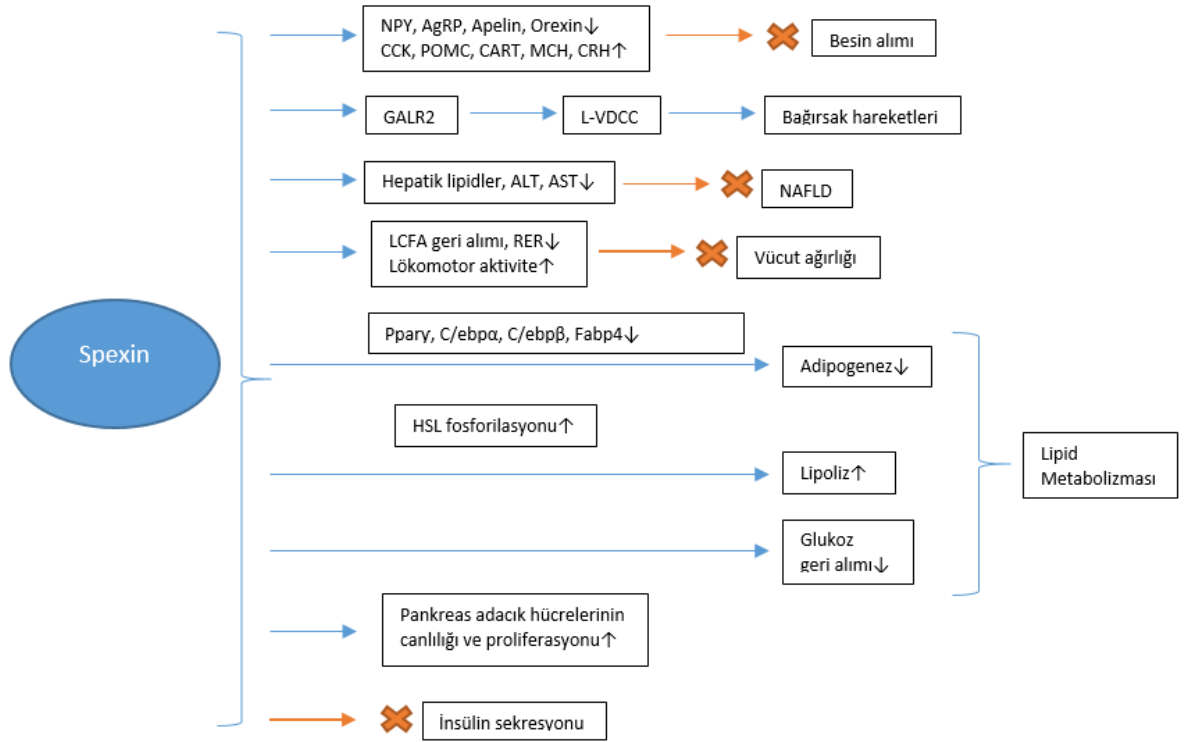 NPY, AgRP, Apelin, Orexin↓
CCK, POMC, CART, MCH, CRH↑
Besin alımı
GALR2
L-VDCC
Bağırsak hareketleri
Hepatik lipidler, ALT, AST↓
NAFLD
LCFA geri alımı, RER↓
Lökomotor aktivite↑
Vücut ağırlığı
Spexin
Pparγ, C/ebpα, C/ebpβ, Fabp4↓
Adipogenez↓
HSL fosforilasyonu↑
Lipoliz↑
Lipid
Metabolizması
Glukoz
geri alımı↓
Pankreas adacık hücrelerinin
canlılığı ve proliferasyonu↑
İnsülin sekresyonu